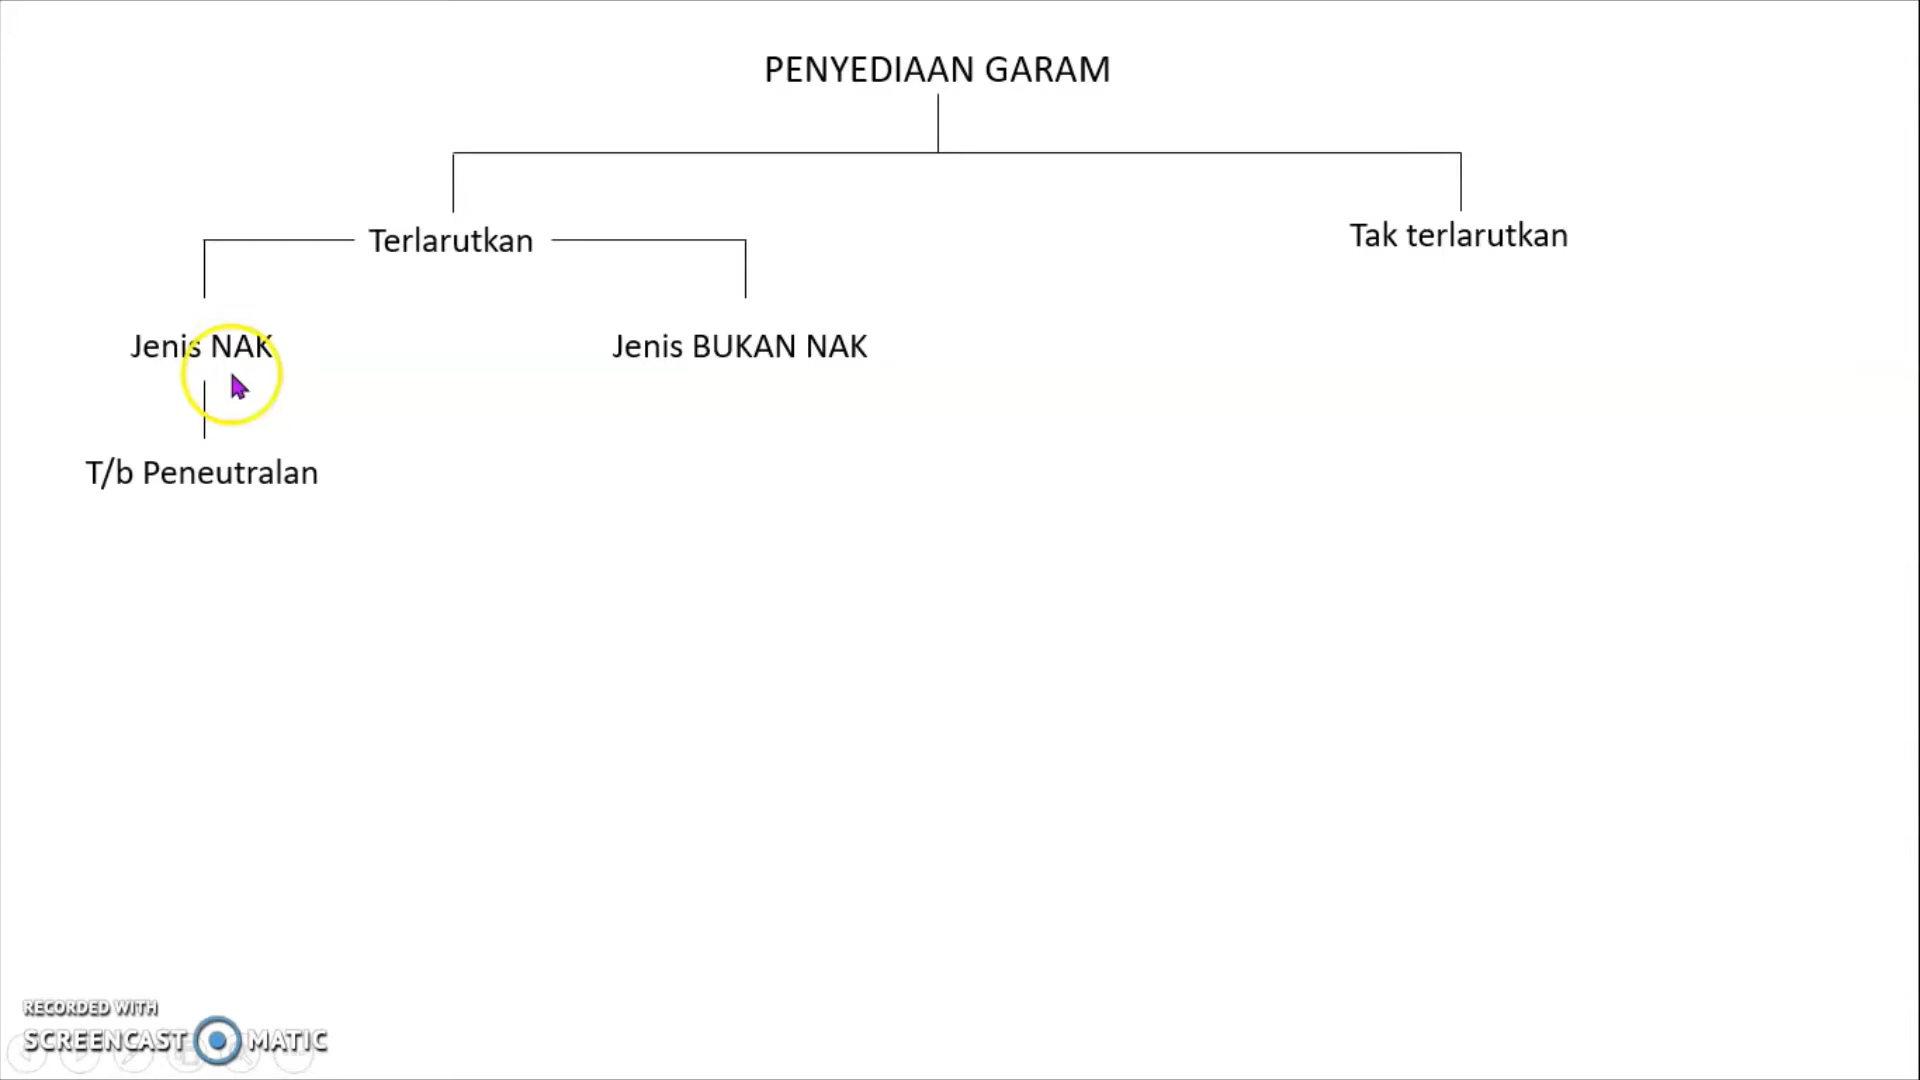 PENYEDIAAN GARAM
Terlarutkan
Tak terlarutkan
Jenis NAK
Jenis BUKAN NAK
T/b Peneutralan
RECORDED WITH
SCREENCAST MATIC